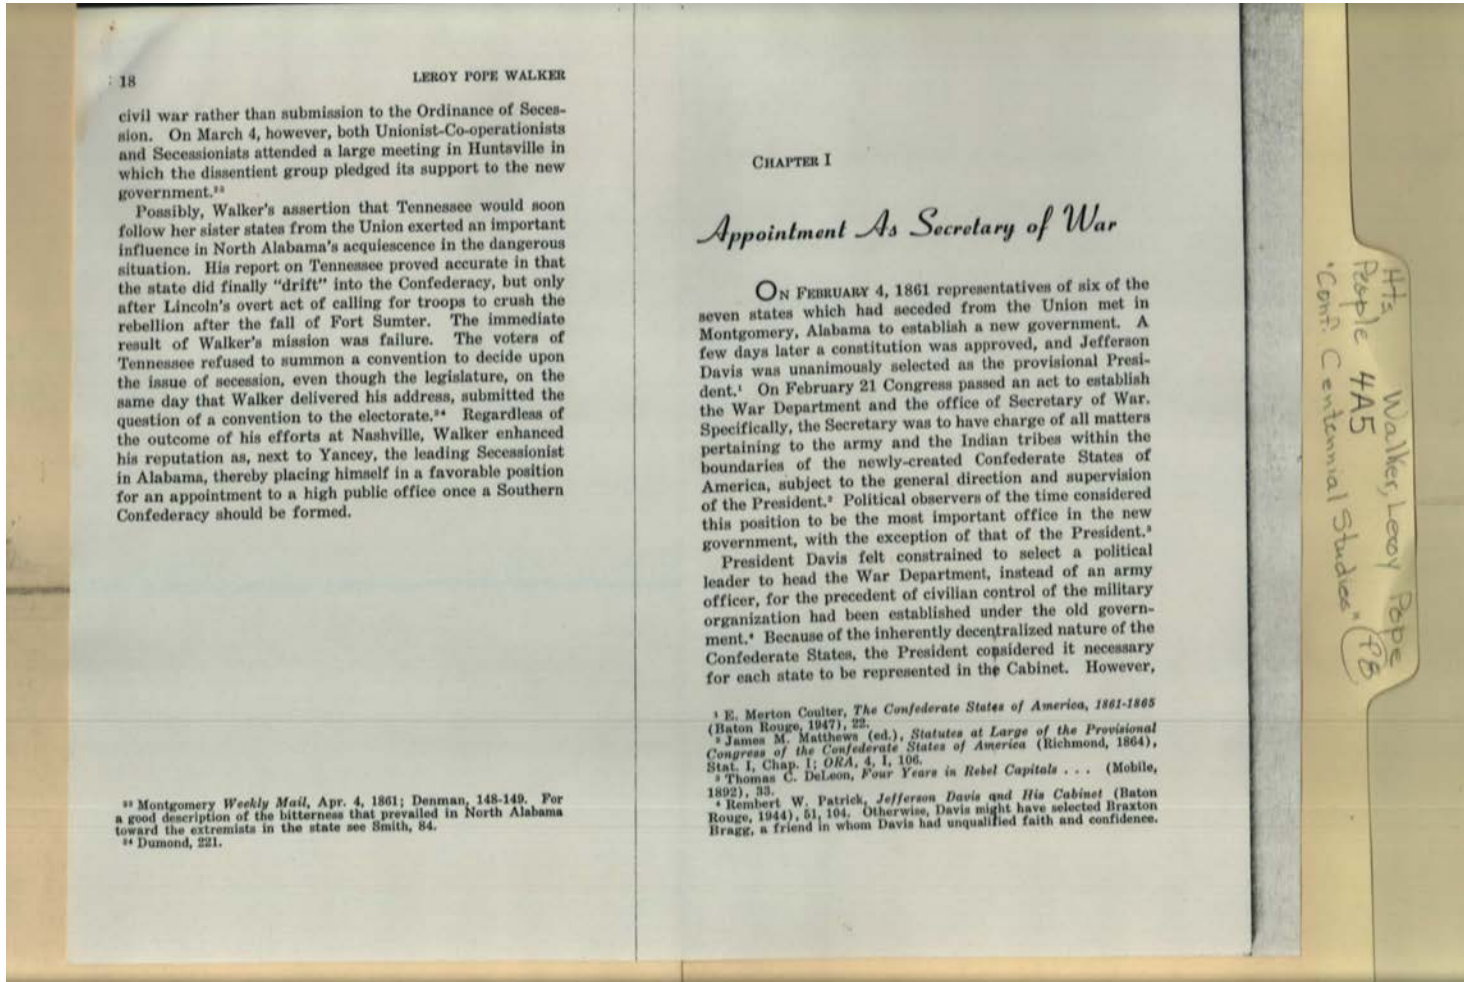 18
LEROY POPE WALKER
civil war rather than submission to the Ordinance of Seces-
sion. On March 4, however, both Unionist-Co-operationists
and Secessionists attended a large meeting in Huntsville in
which the dissentient group pledged its support to the new
government.³³
Possibly, Walker's assertion that Tennessee would soon
follow her sister states from the Union exerted an important
influence in North Alabama's acquiescence in the dangerous
situation. His report on Tennessee proved accurate in that
the state did finally "drift" into the Confederacy, but only
after Lincoln's overt act of calling for troops to crush the
rebellion after the fall of Fort Sumter. The immediate
result of Walker's mission was failure. The voters of
Tennessee refused to summon a convention to decide upon
the issue of secession, even though the legislature, on the
same day that Walker delivered his address, submitted the
question of a convention to the electorate.³⁴ Regardless of
the outcome of his efforts at Nashville, Walker enhanced
his reputation as, next to Yancey, the leading Secessionist
in Alabama, thereby placing himself in a favorable position
for an appointment to a high public office once a Southern
Confederacy should be formed.
³³ Montgomery Weekly Mail, Apr. 4, 1861; Denman, 148-149. For
a good description of the bitterness that prevailed in North Alabama
toward the extremists in the state see Smith, 84.
³⁴ Dumond, 221.
CHAPTER I
Appointment As Secretary of War
ON FEBRUARY 4, 1861 representatives of six of the
seven states which had seceded from the Union met in
Montgomery, Alabama to establish a new government. A
few days later a constitution was approved, and Jefferson
Davis was unanimously selected as the provisional Presi-
dent.¹ On February 21 Congress passed an act to establish
the War Department and the office of Secretary of War.
Specifically, the Secretary was to have charge of all matters
pertaining to the army and the Indian tribes within the
boundaries of the newly-created Confederate States of
America, subject to the general direction and supervision
of the President.² Political observers of the time considered
this position to be the most important office in the new
government, with the exception of that of the President.³
President Davis felt constrained to select a political
leader to head the War Department, instead of an army
officer, for the precedent of civilian control of the military
organization had been established under the old govern-
ment.⁴ Because of the inherently decentralized nature of the
Confederate States, the President considered it necessary
for each state to be represented in the Cabinet. However,
¹ E. Merton Coulter, The Confederate States of America, 1861-1865
(Baton Rouge, 1947), 22.
² James M. Matthews (ed.), Statutes at Large of the Provisional
Congress of the Confederate States of America (Richmond, 1864),
Stat. I, Chap. I; ORA, 4, I, 106.
³ Thomas C. DeLeon, Four Years in Rebel Capitals . . . (Mobile,
1892), 33.
⁴ Rembert W. Patrick, Jefferson Davis and His Cabinet (Baton
Rouge, 1944), 51, 104. Otherwise, Davis might have selected Braxton
Bragg, a friend in whom Davis had unqualified faith and confidence.
Walker, Leroy Pope
People 4A5
"Conf. Centennial Studies" P8